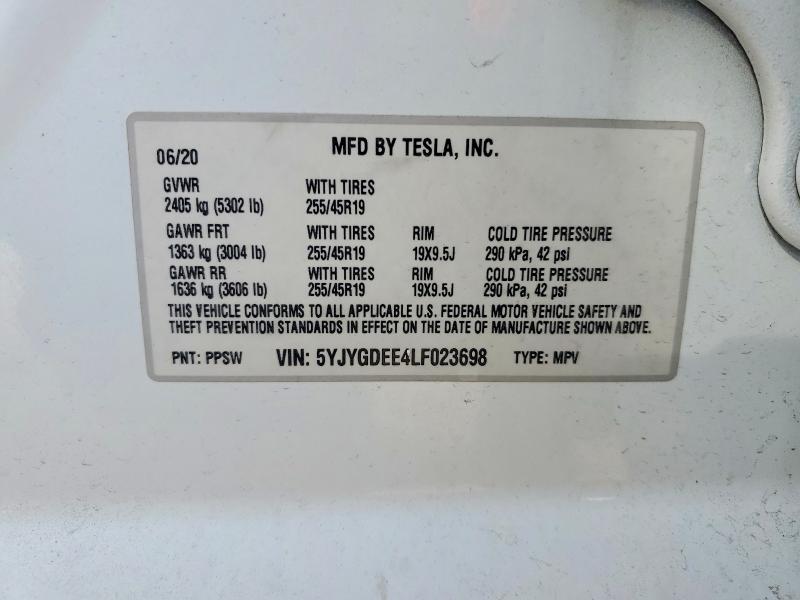 06/20 MFD BY TESLA, INC.
GVWR WITH TIRES
2405 kg (5302 lb) 255/45R19
GAWR FRT WITH TIRES RIM COLD TIRE PRESSURE
1363 kg (3004 lb) 255/45R19 19X9.5J 290 kPa, 42 psi
GAWR RR WITH TIRES RIM COLD TIRE PRESSURE
1636 kg (3606 lb) 255/45R19 19X9.5J 290 kPa, 42 psi
THIS VEHICLE CONFORMS TO ALL APPLICABLE U.S. FEDERAL MOTOR VEHICLE SAFETY AND
THEFT PREVENTION STANDARDS IN EFFECT ON THE DATE OF MANUFACTURE SHOWN ABOVE.
PNT: PPSW VIN: 5YJYGDEE4LF023698 TYPE: MPV